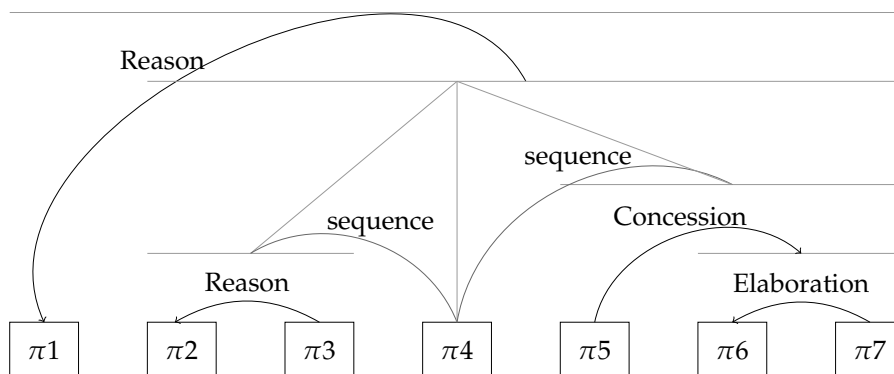 Reason
sequence
sequence
Concession
Reason
Elaboration
π1 π2 π3 π4 π5 π6 π7